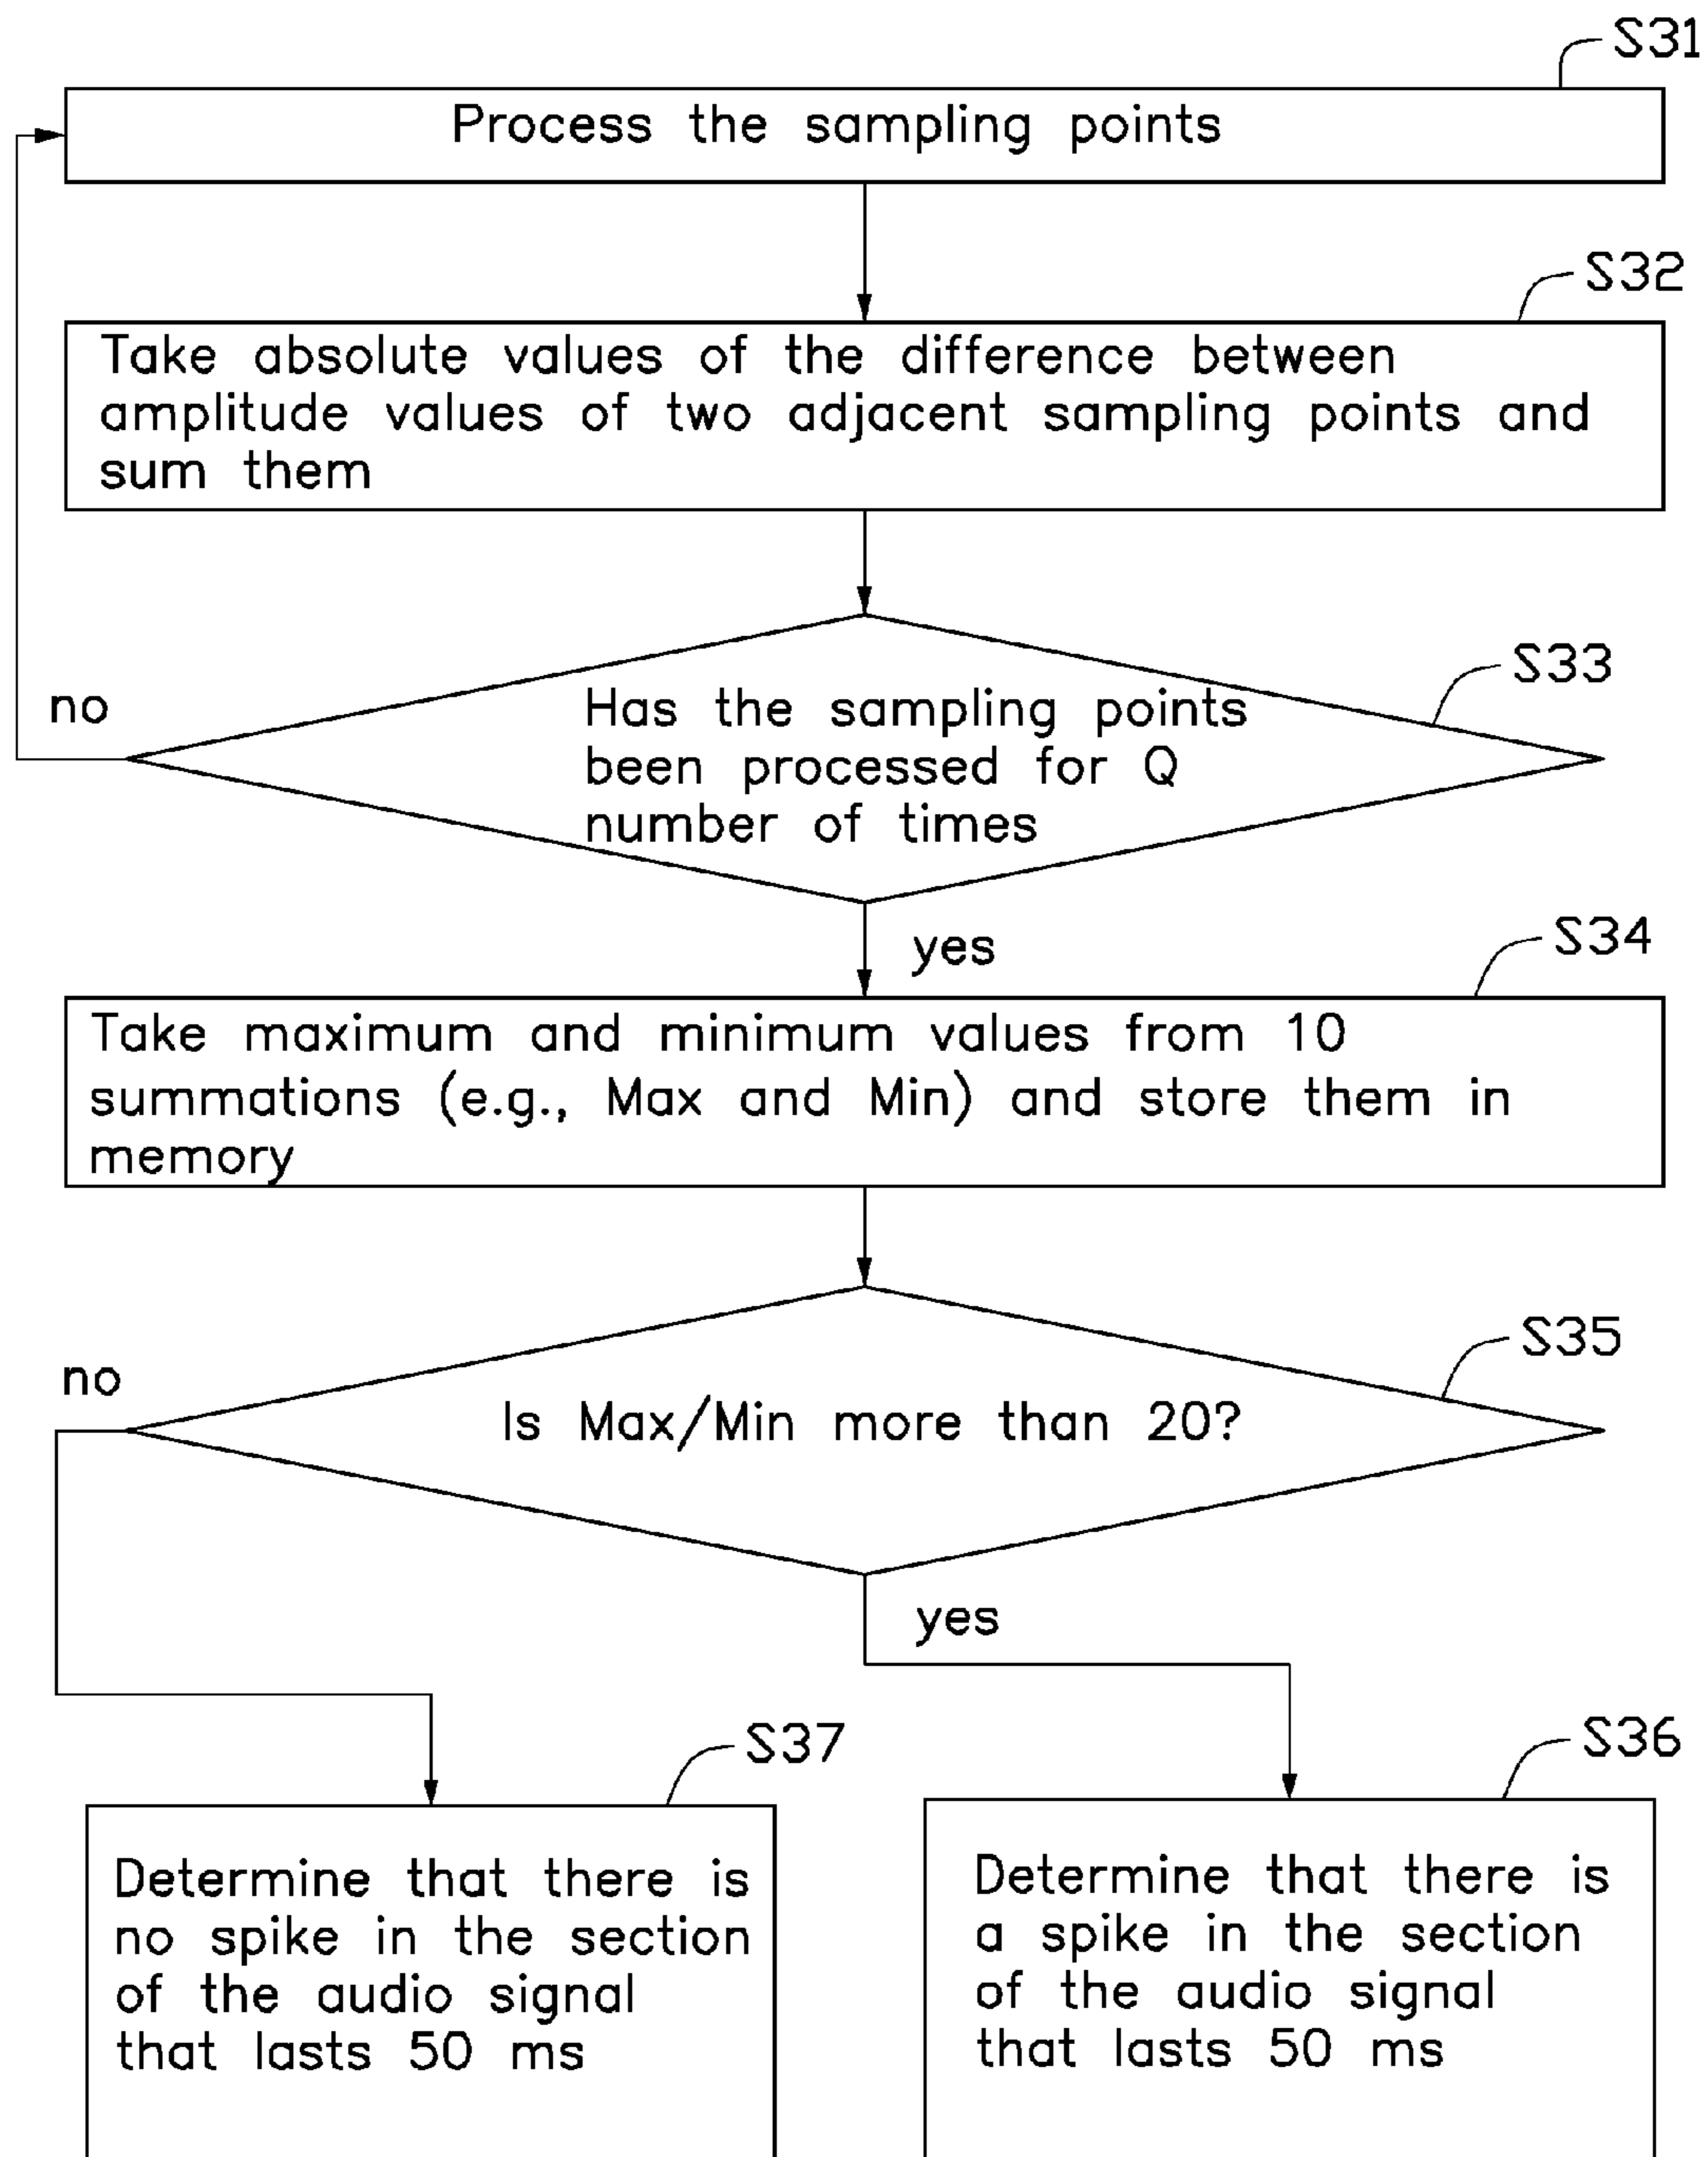 S31
Process the sampling points
S32
Take absolute values of the difference between
amplitude values of two adjacent sampling points and
sum them
S33
no
Has the sampling points
been processed for Q
number of times
yes
S34
Take maximum and minimum values from 10
summations (e.g., Max and Min) and store them in
memory
S35
no
Is Max/Min more than 20?
yes
S37
S36
Determine that there is
no spike in the section
of the audio signal
that lasts 50 ms
Determine that there is
a spike in the section
of the audio signal
that lasts 50 ms